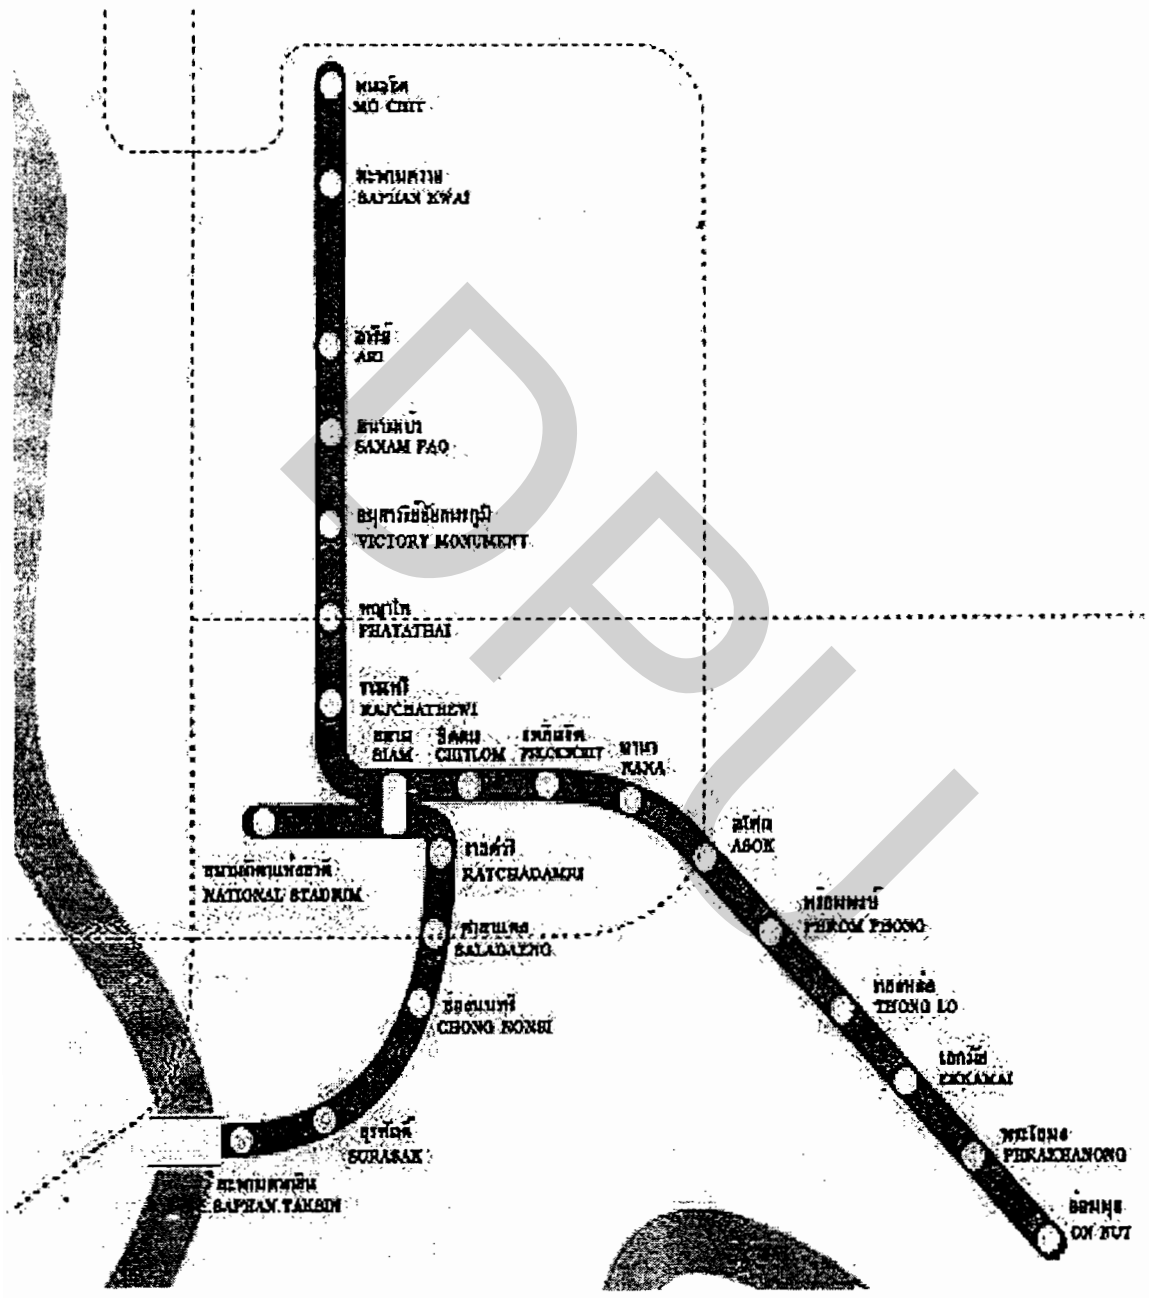 หมอชิต
MO CHIT
สะพานควาย
SAPHAN KWAI
อารีย์
ARI
สนามเป้า
SANAM PAO
อนุสาวรีย์ชัยสมรภูมิ
VICTORY MONUMENT
พญาไท
PHAYATHAI
ราชเทวี
RAJCHATHEWI
สยาม
SIAM
ชิดลม
CHITLOM
เพลินจิต
PHLOENCHIT
นานา
NANA
อโศก
ASOK
สนามกีฬาแห่งชาติ
NATIONAL STADIUM
ราชดำริ
RATCHADAMRI
พร้อมพงษ์
PHROM PHONG
ศาลาแดง
SALADAENG
ทองหล่อ
THONG LO
ช่องนนทรี
CHONG NONSI
เอกมัย
EKKAMAI
สุรศักดิ์
SURASAK
พระโขนง
PHRAKHANONG
สะพานตากสิน
SAPHAN TAKSIN
อ่อนนุช
ON NUT
DPU